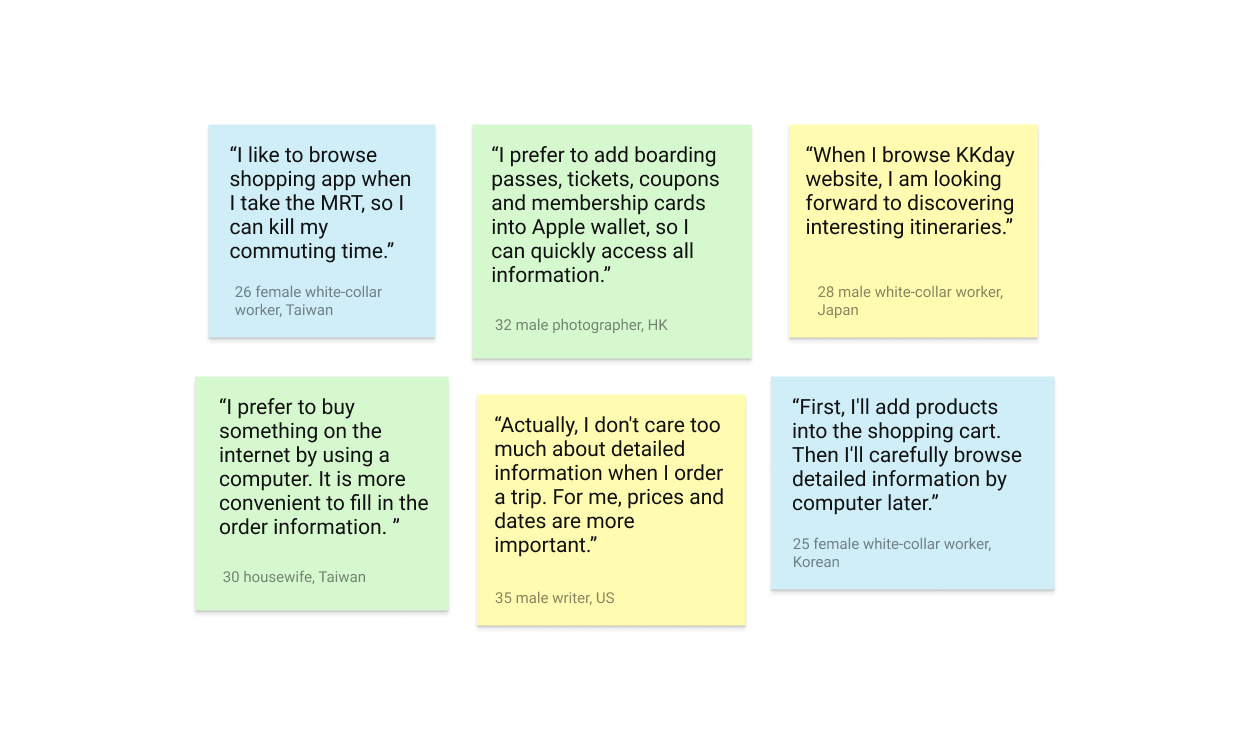 “I like to browse
shopping app when
I take the MRT, so I
can kill my
commuting time.”
26 female white-collar
worker, Taiwan
“I prefer to add boarding
passes, tickets, coupons
and membership cards
into Apple wallet, so I
can quickly access all
information.”
32 male photographer, HK
“When I browse KKday
website, I am looking
forward to discovering
interesting itineraries.”
28 male white-collar worker,
Japan
“I prefer to buy
something on the
internet by using a
computer. It is more
convenient to fill in the
order information. ”
30 housewife, Taiwan
“Actually, I don't care too
much about detailed
information when I order
a trip. For me, prices and
dates are more
important.”
35 male writer, US
“First, I'll add products
into the shopping cart.
Then I'll carefully browse
detailed information by
computer later.”
25 female white-collar worker,
Korean